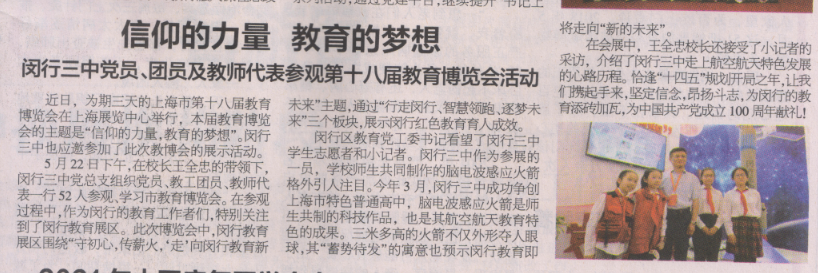 信仰的力量 教育的梦想
闵行三中党员、团员及教师代表参观第十八届教育博览会活动
近日，为期三天的上海市第十八届教育
博览会在上海展览中心举行，本届教育博览
会的主题是“信仰的力量,教育的梦想”。闵行
三中也应邀参加了此次教博会的展示活动。
5月22日下午,在校长王全忠的带领下,
闵行三中党总支组织党员、教工团员、教师代
表一行52人参观、学习市教育博览会。在参观
过程中，作为闵行的教育工作者们，特别关注
到了闵行教育展区。此次博览会中,闵行教育
展区围绕“守初心,传薪火,‘走’向闵行教育新
未来”主题，通过“行走闵行、智慧领跑、逐梦未
来”三个板块，展示闵行红色教育育人成效。
闵行区教育党工委书记看望了闵行三中
学生志愿者和小记者。闵行三中作为参展的
一员，学校师生共同制作的脑电波感应火箭
格外引人注目。今年3月,闵行三中成功争创
上海市特色普通高中，脑电波感应火箭是师
生共制的科技作品，也是其航空航天教育特
色的成果。三米多高的火箭不仅外形夺人眼
球,其“蓄势待发”的寓意也预示闵行教育即
将走向“新的未来”。
在会展中，王全忠校长还接受了小记者的
采访，介绍了闵行三中走上航空航天特色发展
的心路历程。恰逢“十四五”规划开局之年,让我
们携起手来,坚定信念,昂扬斗志,为闵行的教
育添砖加瓦,为中国共产党成立100周年献礼!